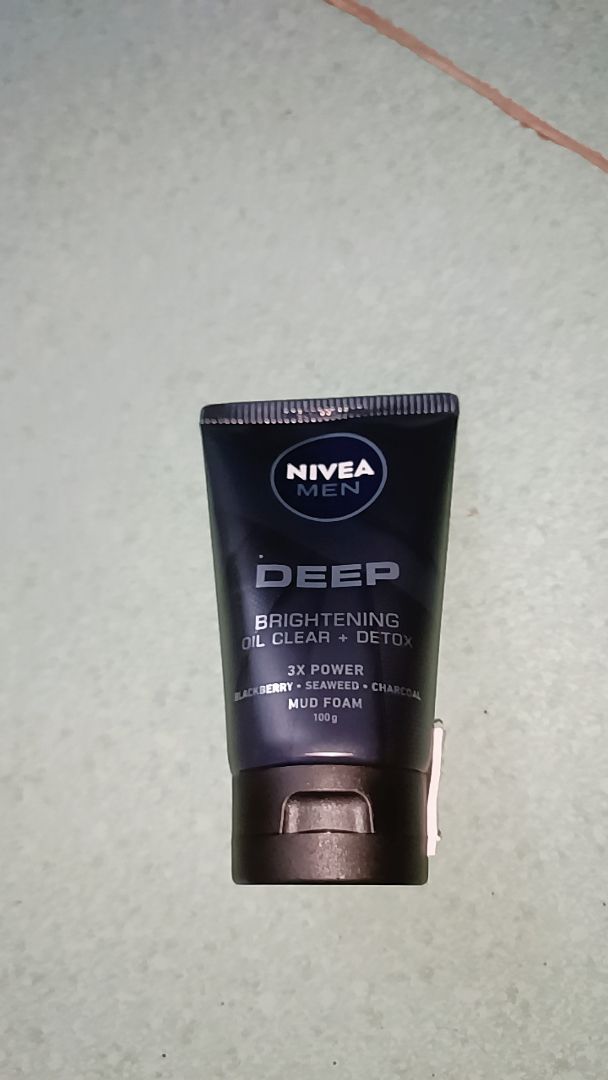 NIVEA
MEN
DEEP
BRIGHTENING
OIL CLEAR + DETOX
3X POWER
BLACKBERRY • SEAWEED • CHARCOAL
MUD FOAM
100g